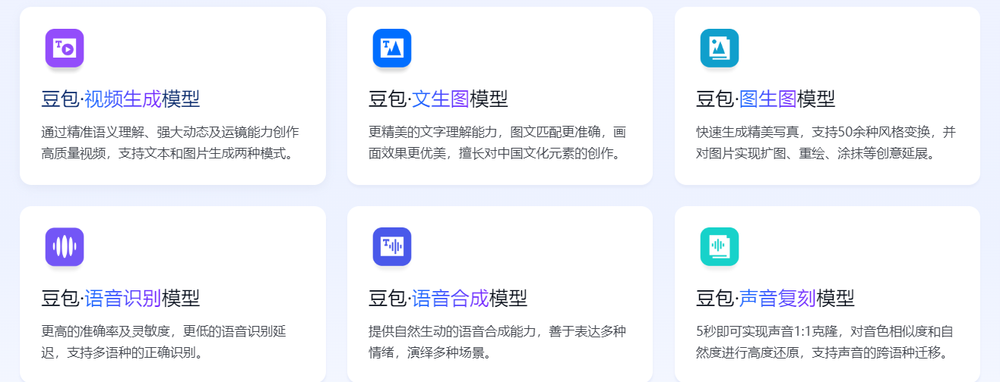 豆包·视频生成模型
通过精准语义理解、强大动态及运镜能力创作
高质量视频，支持文本和图片生成两种模式。
豆包·文生图模型
更精美的文字理解能力，图文匹配更准确，画
面效果更优美，擅长对中国文化元素的创作。
豆包·图生图模型
快速生成精美写真，支持50余种风格变换，并
对图片实现扩图、重绘、涂抹等创意延展。
豆包·语音识别模型
更高的准确率及灵敏度，更低的语音识别延
迟，支持多语种的正确识别。
豆包·语音合成模型
提供自然生动的语音合成能力，善于表达多种
情绪，演绎多种场景。
豆包·声音复刻模型
5秒即可实现声音1:1克隆，对音色相似度和自
然度进行高度还原，支持声音的跨语种迁移。